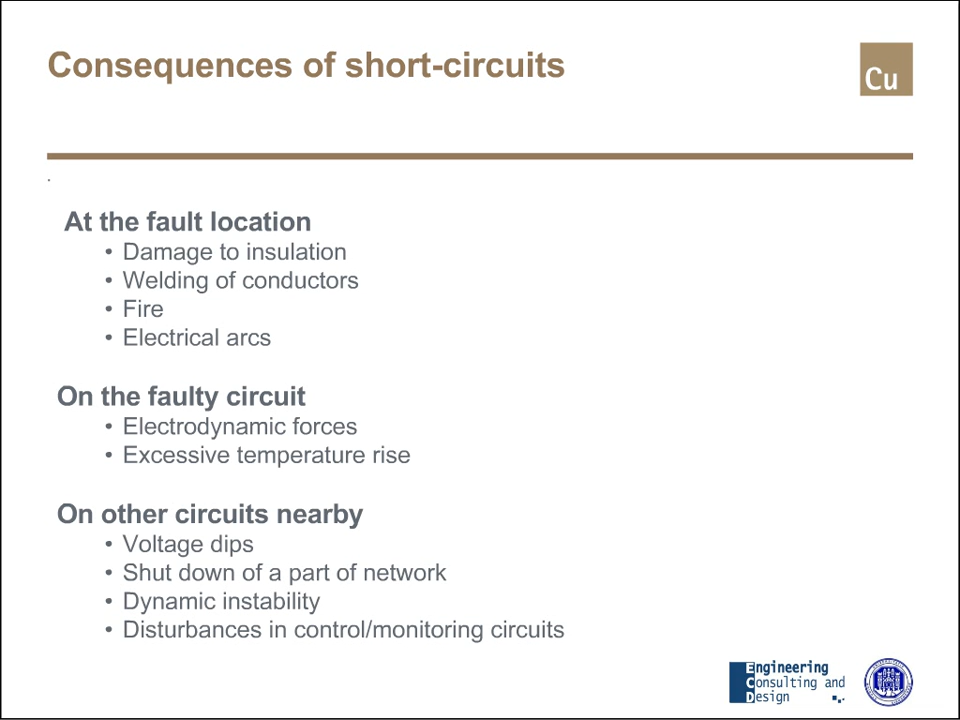 Consequences of short-circuits
Cu
At the fault location
• Damage to insulation
• Welding of conductors
• Fire
• Electrical arcs
On the faulty circuit
• Electrodynamic forces
• Excessive temperature rise
On other circuits nearby
• Voltage dips
• Shut down of a part of network
• Dynamic instability
• Disturbances in control/monitoring circuits
Engineering
Consulting and
Design